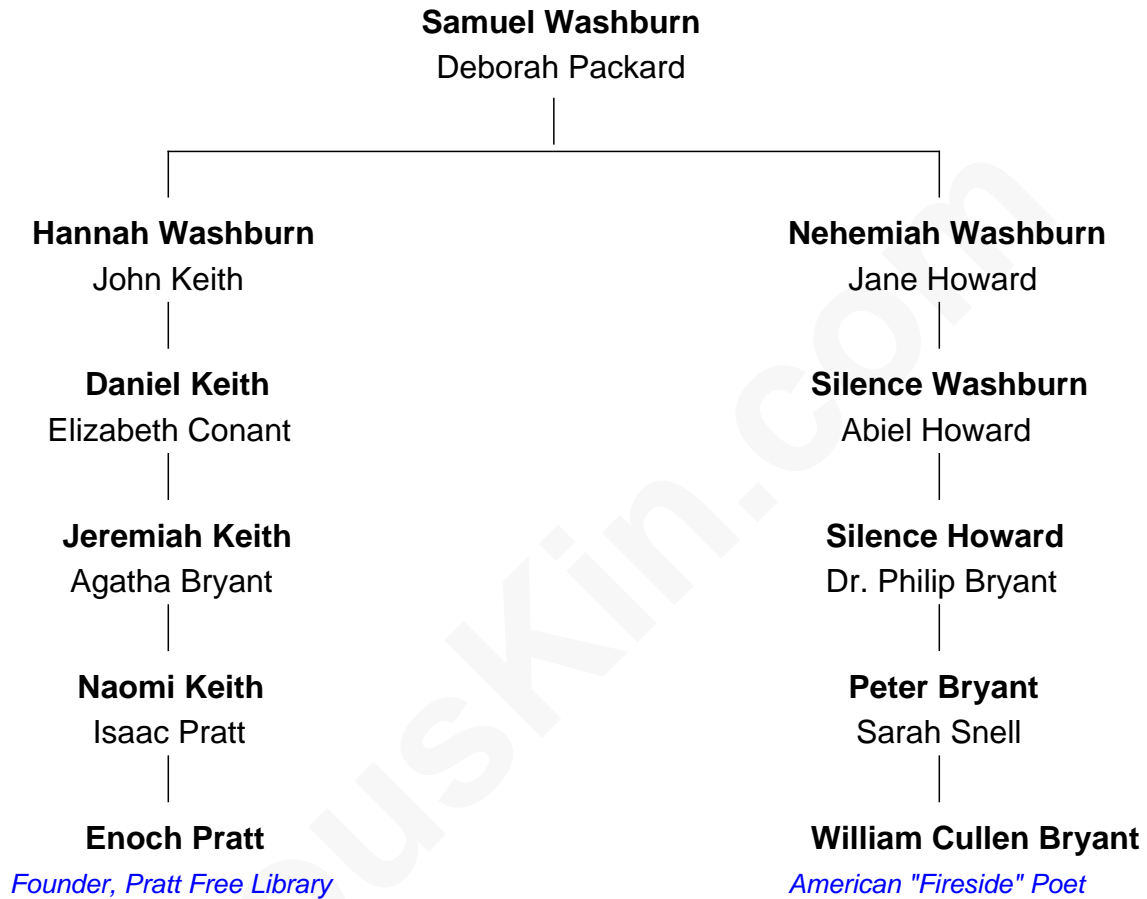 Samuel Washburn
Deborah Packard
Hannah Washburn
John Keith
Daniel Keith
Elizabeth Conant
Jeremiah Keith
Agatha Bryant
Naomi Keith
Isaac Pratt
Enoch Pratt
Founder, Pratt Free Library
Nehemiah Washburn
Jane Howard
Silence Washburn
Abiel Howard
Silence Howard
Dr. Philip Bryant
Peter Bryant
Sarah Snell
William Cullen Bryant
American "Fireside" Poet
usKin.com